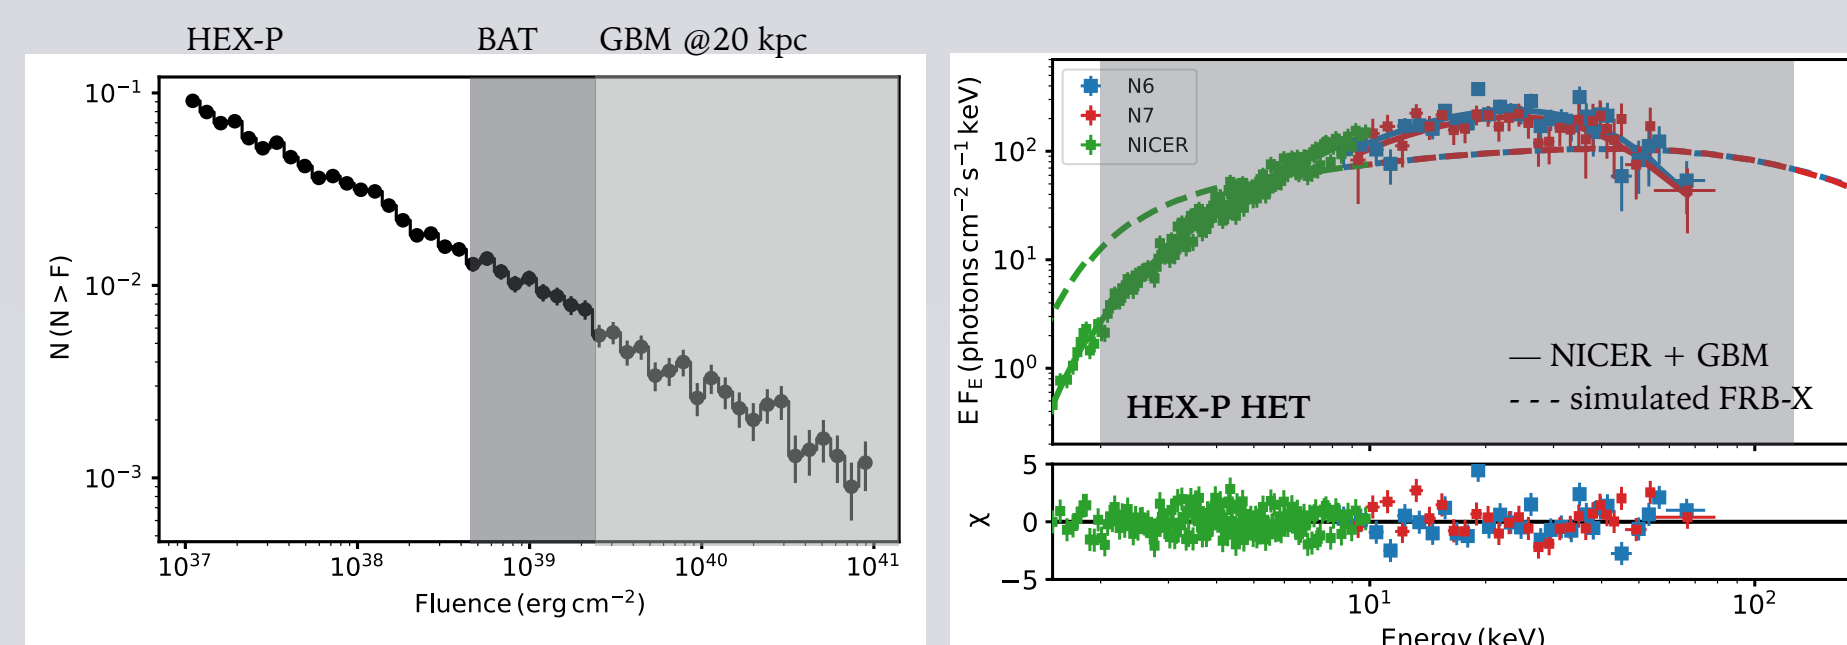 HEX-P BAT GBM @20 kpc
10⁻¹
10⁻²
10⁻³
N (N > F)
10³⁷ 10³⁸ 10³⁹ 10⁴⁰ 10⁴¹
Fluence (erg cm⁻²)
N6
N7
NICER
10²
10¹
10⁰
E F_E (photons cm⁻² s⁻¹ keV)
— NICER + GBM
- - - simulated FRB-X
HEX-P HET
5
0
−5
χ
10¹ 10²
Energy (keV)